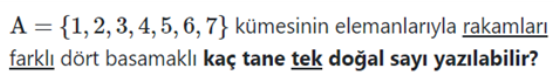 A = {1, 2, 3, 4, 5, 6, 7} kümesinin elemanlarıyla rakamları
farklı dört basamaklı kaç tane tek doğal sayı yazılabilir?